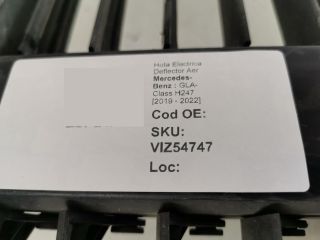 Hota Electrica
Deflector Aer
Mercedes-
Benz : GLA-
Class H247
[2019 - 2022]
Cod OE:
SKU:
VIZ54747
Loc: